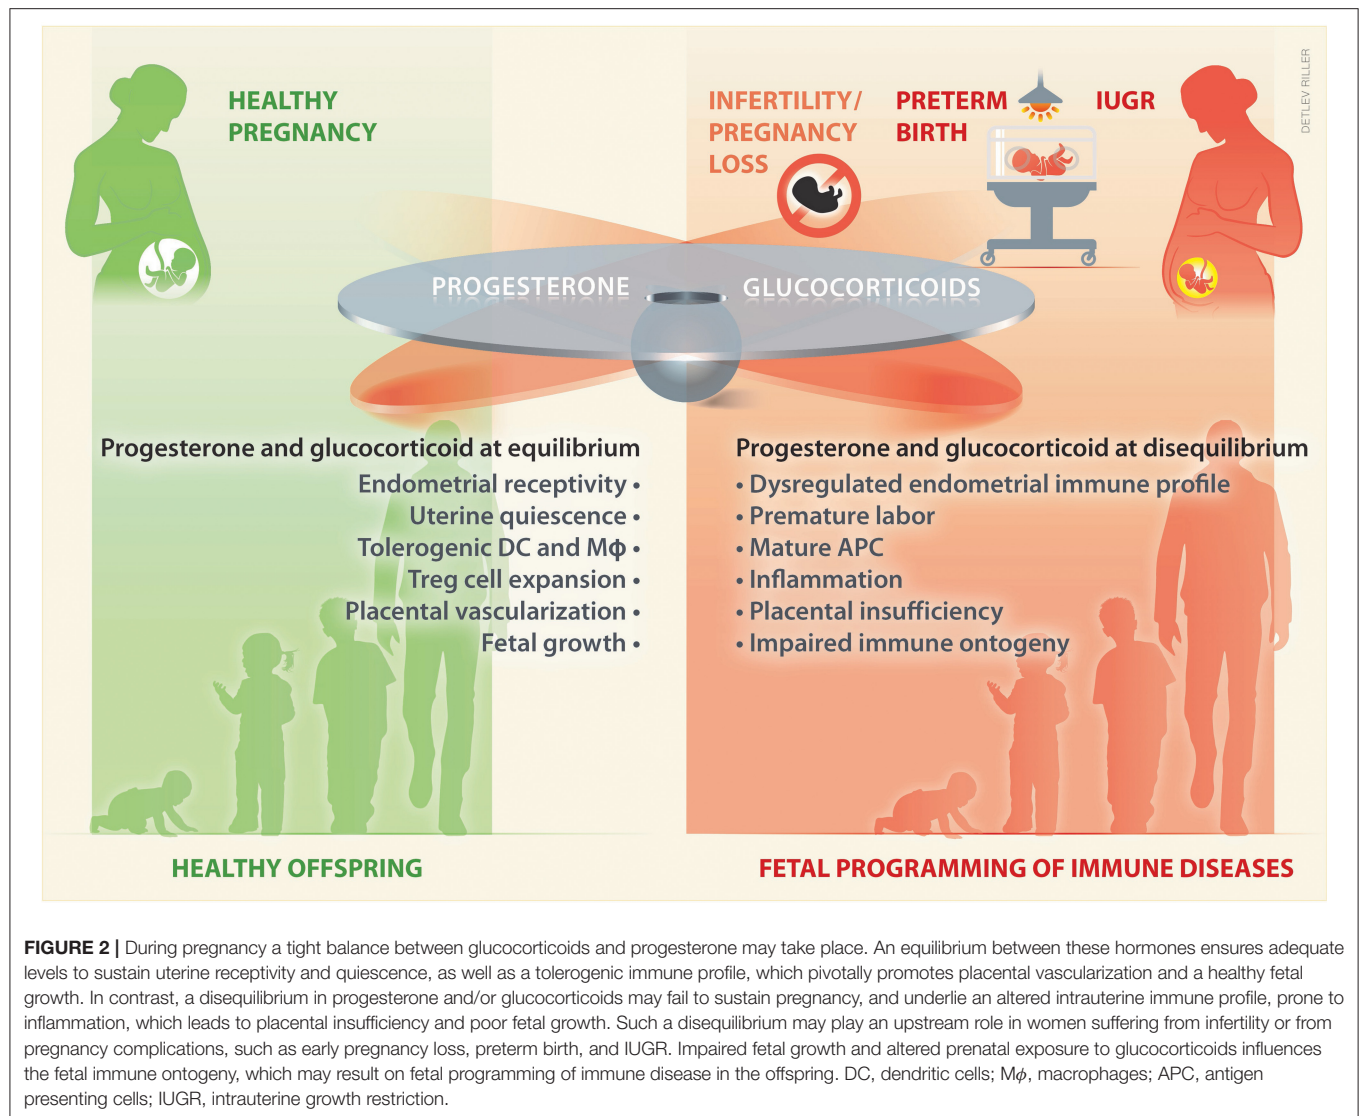 HEALTHY
PREGNANCY
INFERTILITY/
PREGNANCY
LOSS
PRETERM
BIRTH
IUGR
DETLEV RILLER
PROGESTERONE
GLUCOCORTICOIDS
Progesterone and glucocorticoid at equilibrium
Endometrial receptivity •
Uterine quiescence •
Tolerogenic DC and Mϕ •
Treg cell expansion •
Placental vascularization •
Fetal growth •
Progesterone and glucocorticoid at disequilibrium
• Dysregulated endometrial immune profile
• Premature labor
• Mature APC
• Inflammation
• Placental insufficiency
• Impaired immune ontogeny
HEALTHY OFFSPRING
FETAL PROGRAMMING OF IMMUNE DISEASES
FIGURE 2 | During pregnancy a tight balance between glucocorticoids and progesterone may take place. An equilibrium between these hormones ensures adequate
levels to sustain uterine receptivity and quiescence, as well as a tolerogenic immune profile, which pivotally promotes placental vascularization and a healthy fetal
growth. In contrast, a disequilibrium in progesterone and/or glucocorticoids may fail to sustain pregnancy, and underlie an altered intrauterine immune profile, prone to
inflammation, which leads to placental insufficiency and poor fetal growth. Such a disequilibrium may play an upstream role in women suffering from infertility or from
pregnancy complications, such as early pregnancy loss, preterm birth, and IUGR. Impaired fetal growth and altered prenatal exposure to glucocorticoids influences
the fetal immune ontogeny, which may result on fetal programming of immune disease in the offspring. DC, dendritic cells; Mϕ, macrophages; APC, antigen
presenting cells; IUGR, intrauterine growth restriction.